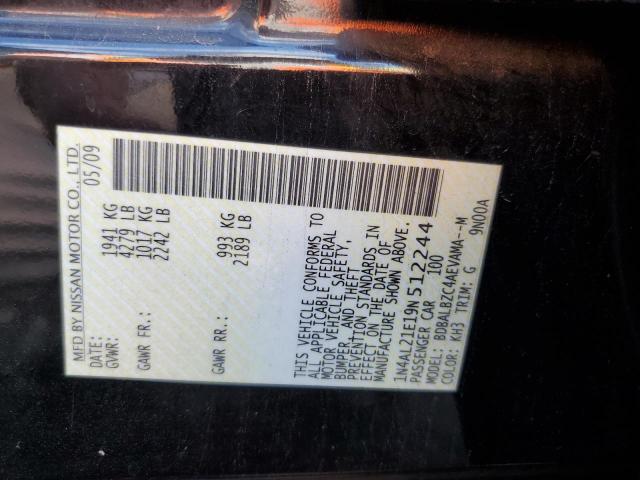 MFD BY NISSAN MOTOR CO., LTD.
DATE: 05/09
GVWR: 1941 KG
4279 LB
GAWR FR.: 1017 KG
2242 LB
GAWR RR.: 993 KG
2189 LB
THIS VEHICLE CONFORMS TO
ALL APPLICABLE FEDERAL
MOTOR VEHICLE SAFETY,
BUMPER, AND THEFT
PREVENTION STANDARDS IN
EFFECT ON THE DATE OF
MANUFACTURE SHOWN ABOVE.
1N4AL21E19N512244
PASSENGER CAR 100
MODEL: BDBALBZC4AEVAMA--M
COLOR: KH3 TRIM: G 9N00A